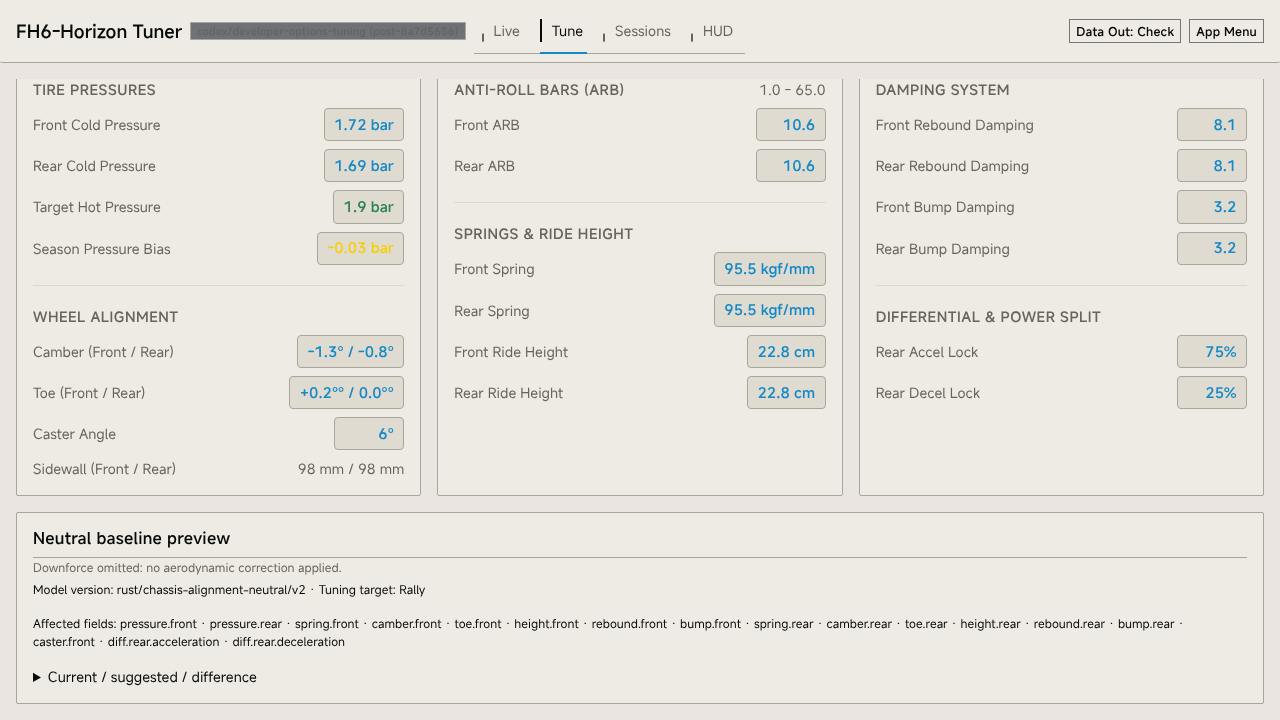 FH6-Horizon Tuner
Live
Tune
Sessions
HUD
Data Out: Check
App Menu
TIRE PRESSURES
Front Cold Pressure 1.72 bar
Rear Cold Pressure 1.69 bar
Target Hot Pressure 1.9 bar
Season Pressure Bias -0.03 bar
WHEEL ALIGNMENT
Camber (Front / Rear) -1.3° / -0.8°
Toe (Front / Rear) +0.2°° / 0.0°°
Caster Angle 6°
Sidewall (Front / Rear) 98 mm / 98 mm
ANTI-ROLL BARS (ARB) 1.0 - 65.0
Front ARB 10.6
Rear ARB 10.6
SPRINGS & RIDE HEIGHT
Front Spring 95.5 kgf/mm
Rear Spring 95.5 kgf/mm
Front Ride Height 22.8 cm
Rear Ride Height 22.8 cm
DAMPING SYSTEM
Front Rebound Damping 8.1
Rear Rebound Damping 8.1
Front Bump Damping 3.2
Rear Bump Damping 3.2
DIFFERENTIAL & POWER SPLIT
Rear Accel Lock 75%
Rear Decel Lock 25%
Neutral baseline preview
Downforce omitted: no aerodynamic correction applied.
Model version: rust/chassis-alignment-neutral/v2 · Tuning target: Rally
Affected fields: pressure.front · pressure.rear · spring.front · camber.front · toe.front · height.front · rebound.front · bump.front · spring.rear · camber.rear · toe.rear · height.rear · rebound.rear · bump.rear ·
caster.front · diff.rear.acceleration · diff.rear.deceleration
Current / suggested / difference